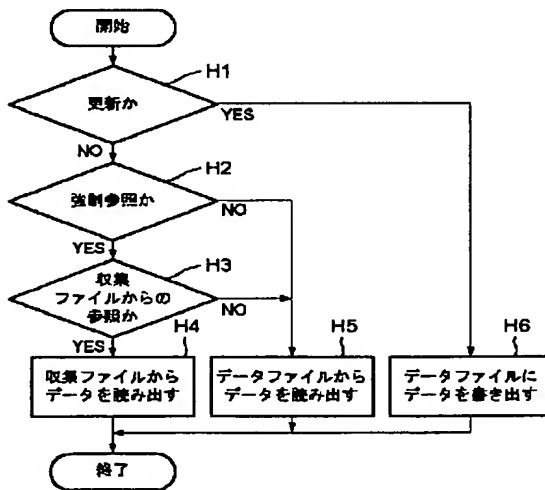 開始
H1
更新か
YES
NO
H2
強制参照か
NO
YES
H3
収集
ファイルからの
参照か
NO
YES
H4
収集ファイルから
データを読み出す
H5
データファイルから
データを読み出す
H6
データファイルに
データを書き出す
終了